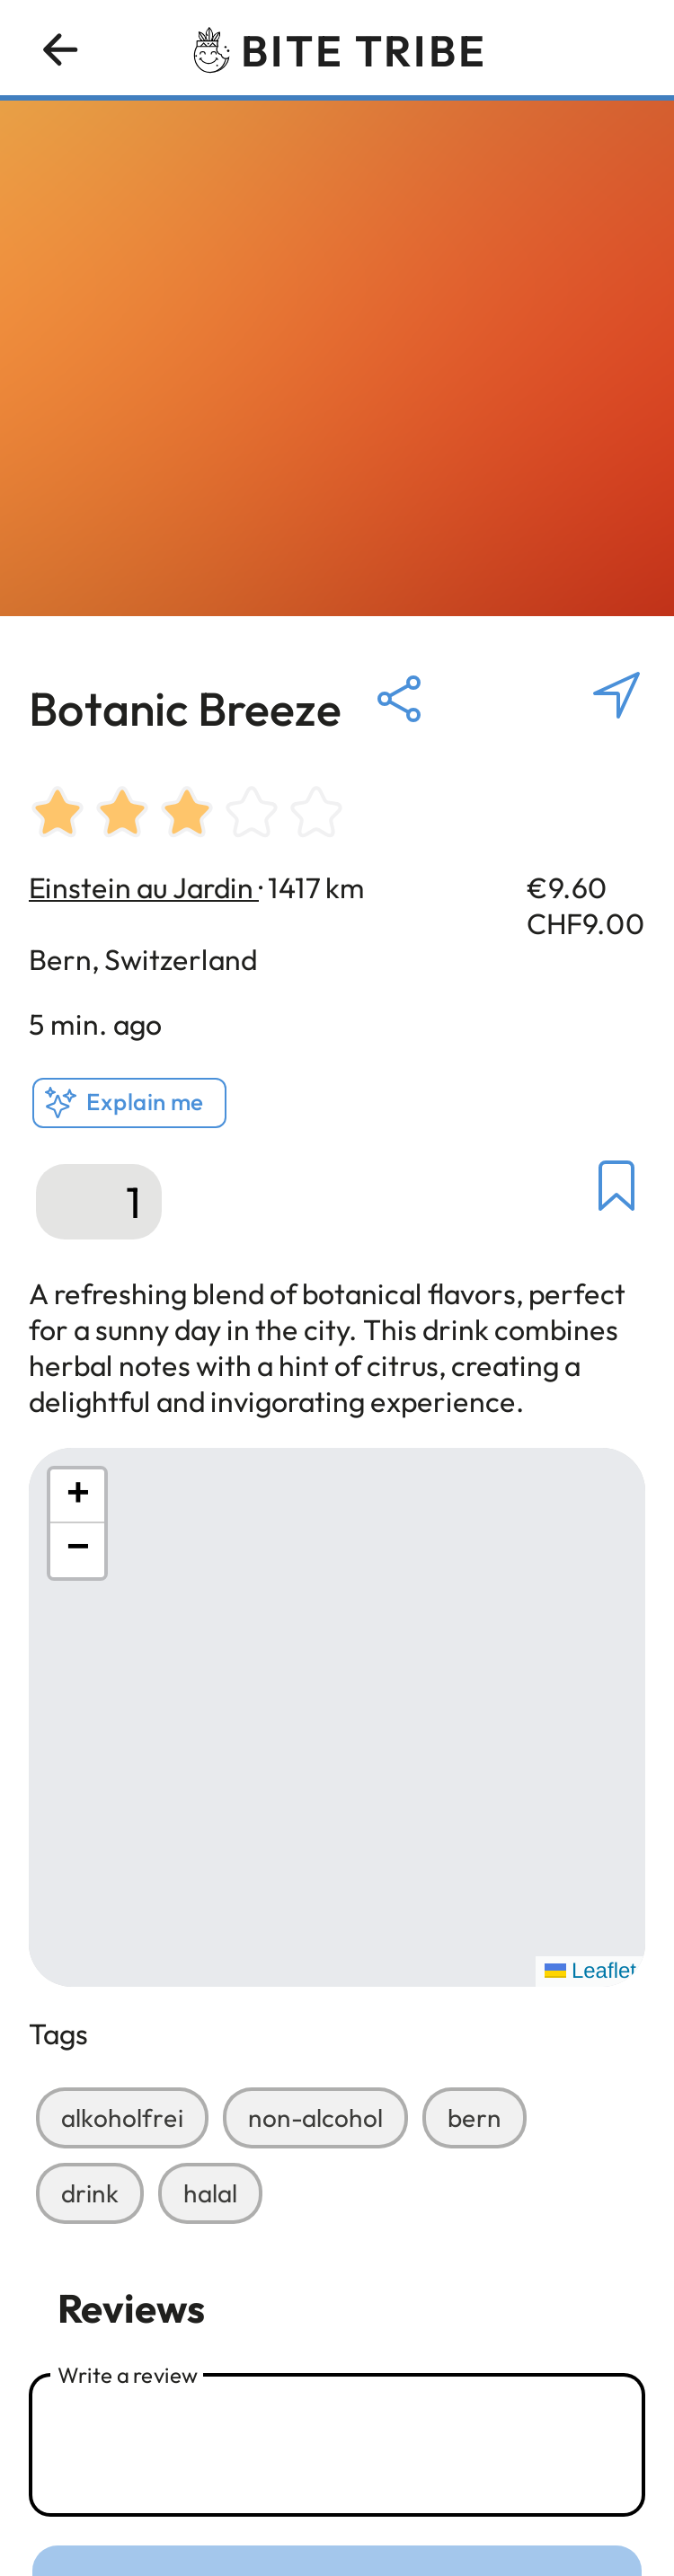 BITE TRIBE
Botanic Breeze
Einstein au Jardin · 1417 km
€9.60
CHF9.00
Bern, Switzerland
5 min. ago
Explain me
1
A refreshing blend of botanical flavors, perfect
for a sunny day in the city. This drink combines
herbal notes with a hint of citrus, creating a
delightful and invigorating experience.
+
−
Leaflet
Tags
alkoholfrei
non-alcohol
bern
drink
halal
Reviews
Write a review